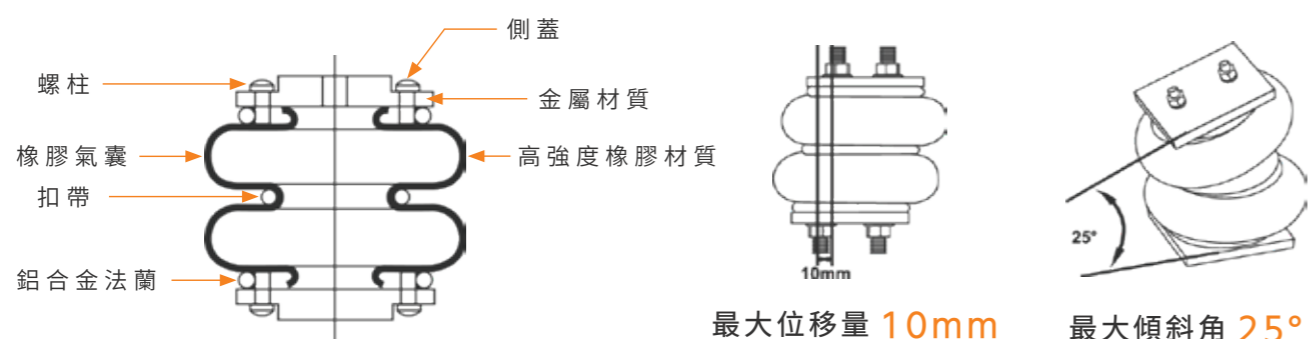 側蓋
螺柱
金屬材質
橡膠氣囊
高強度橡膠材質
扣帶
鋁合金法蘭
10mm
最大位移量 10mm
25°
最大傾斜角 25°